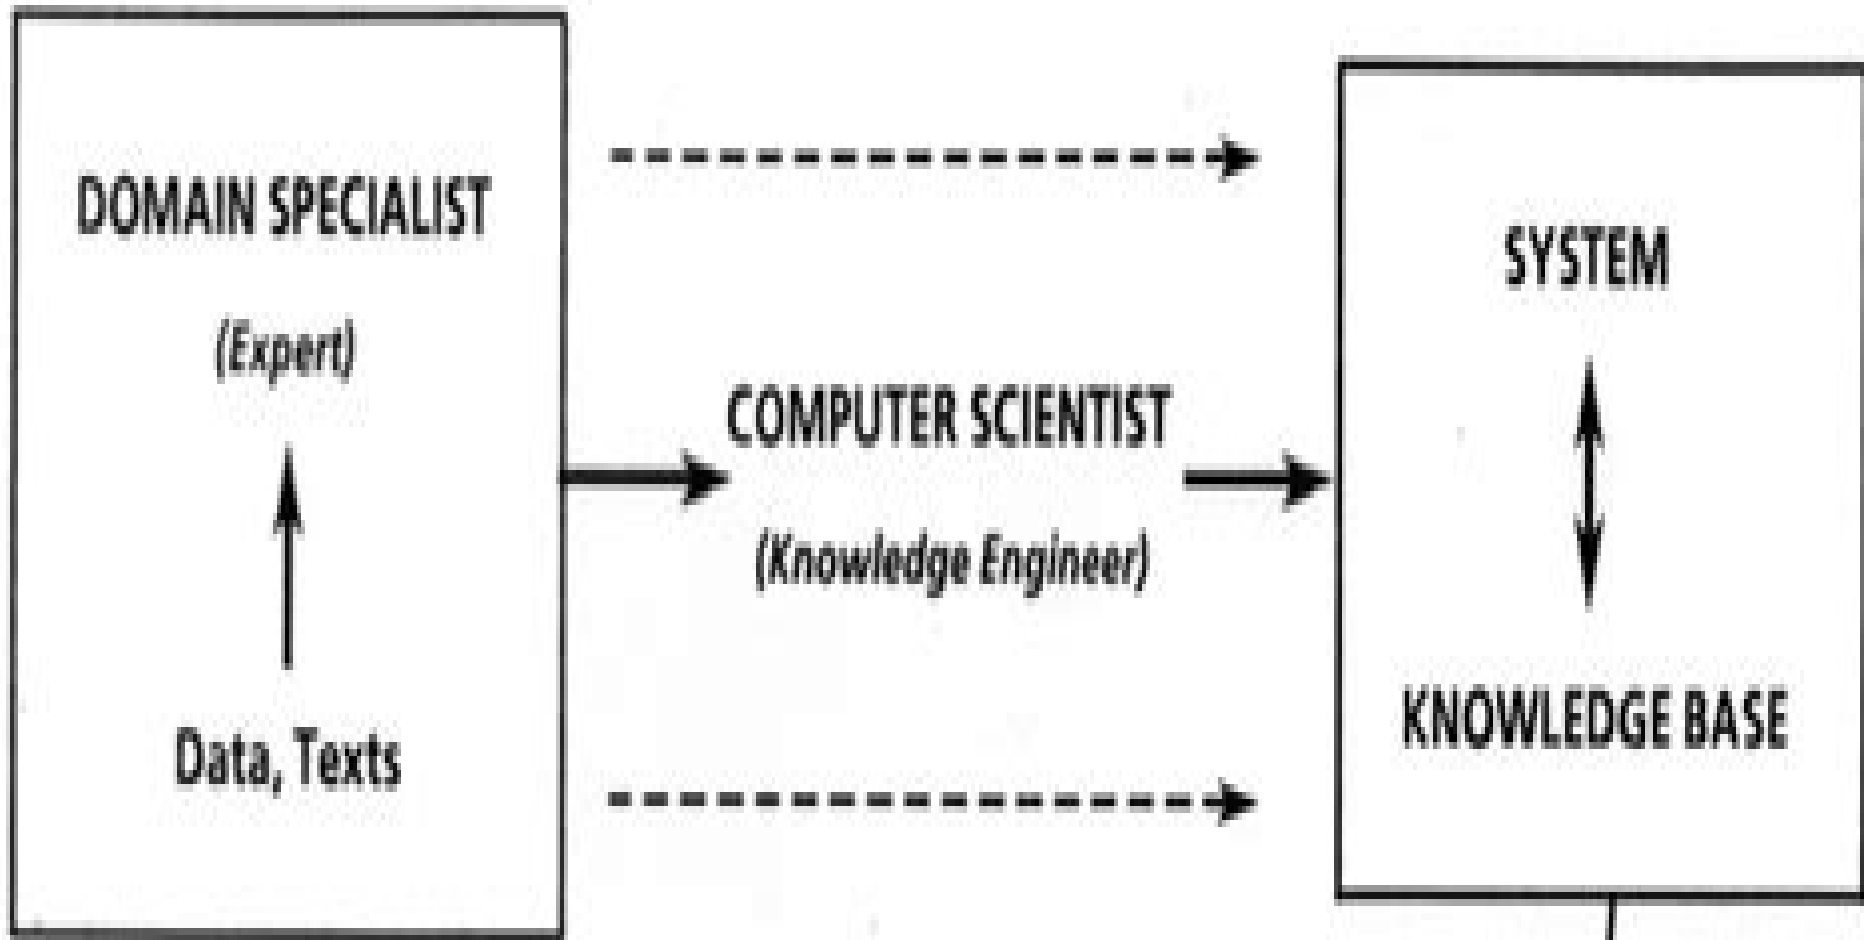 DOMAIN SPECIALIST
(Expert)
Data, Texts
COMPUTER SCIENTIST
(Knowledge Engineer)
SYSTEM
KNOWLEDGE BASE